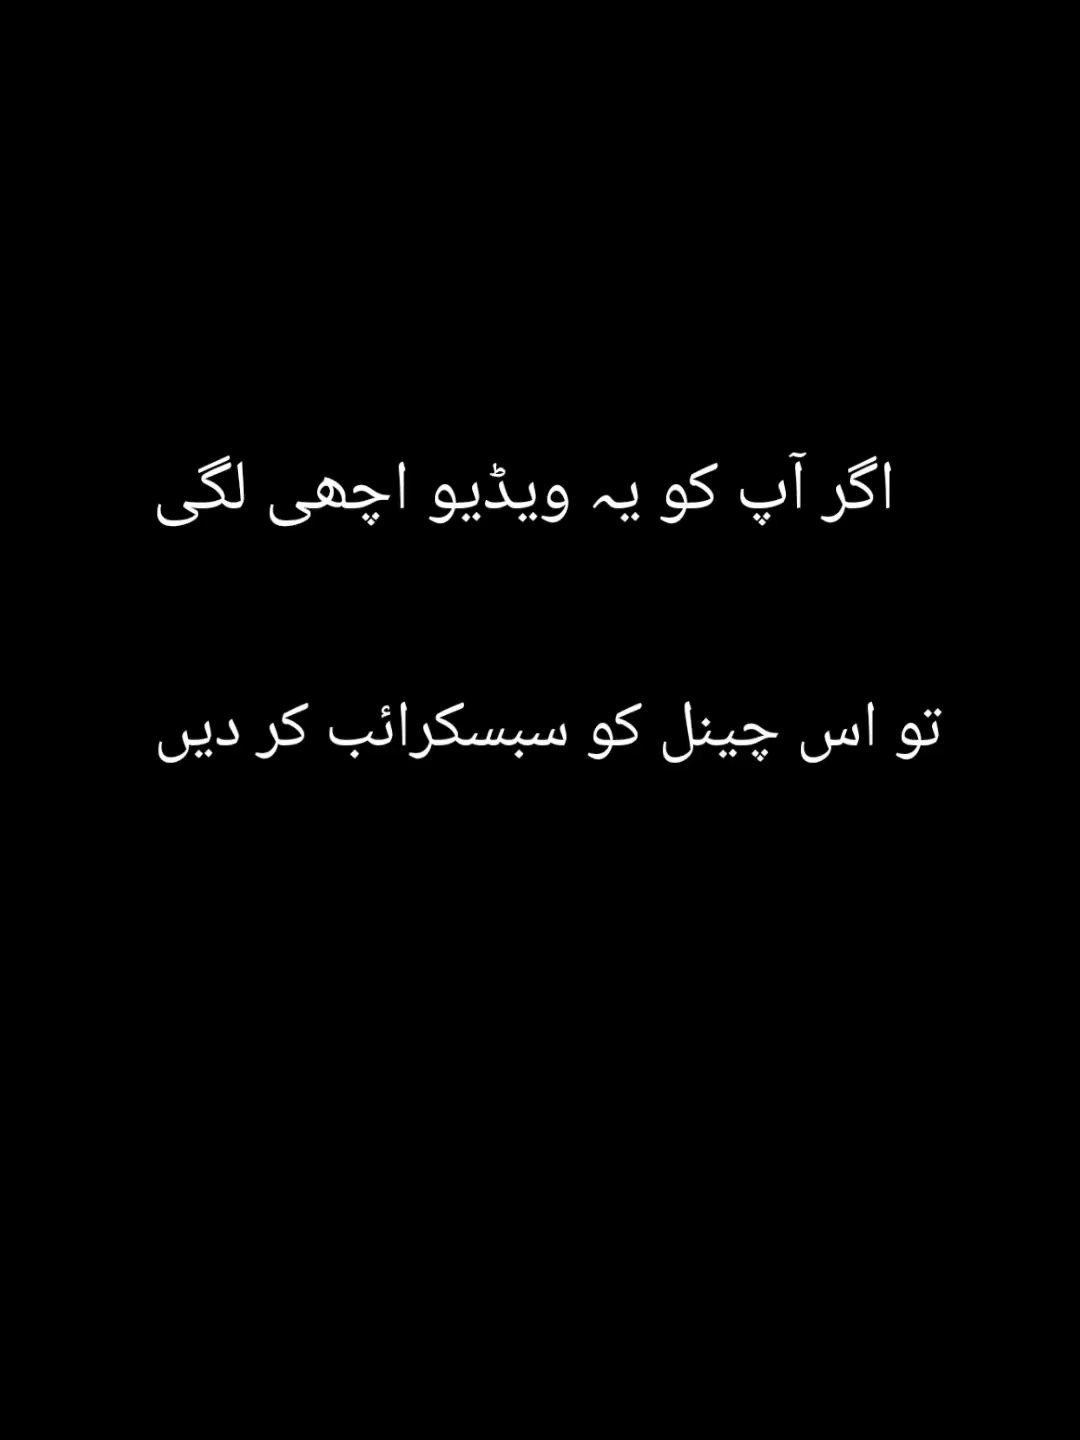 اگر آپ کو یہ ویڈیو اچھی لگی
تو اس چینل کو سبسکرائب کر دیں